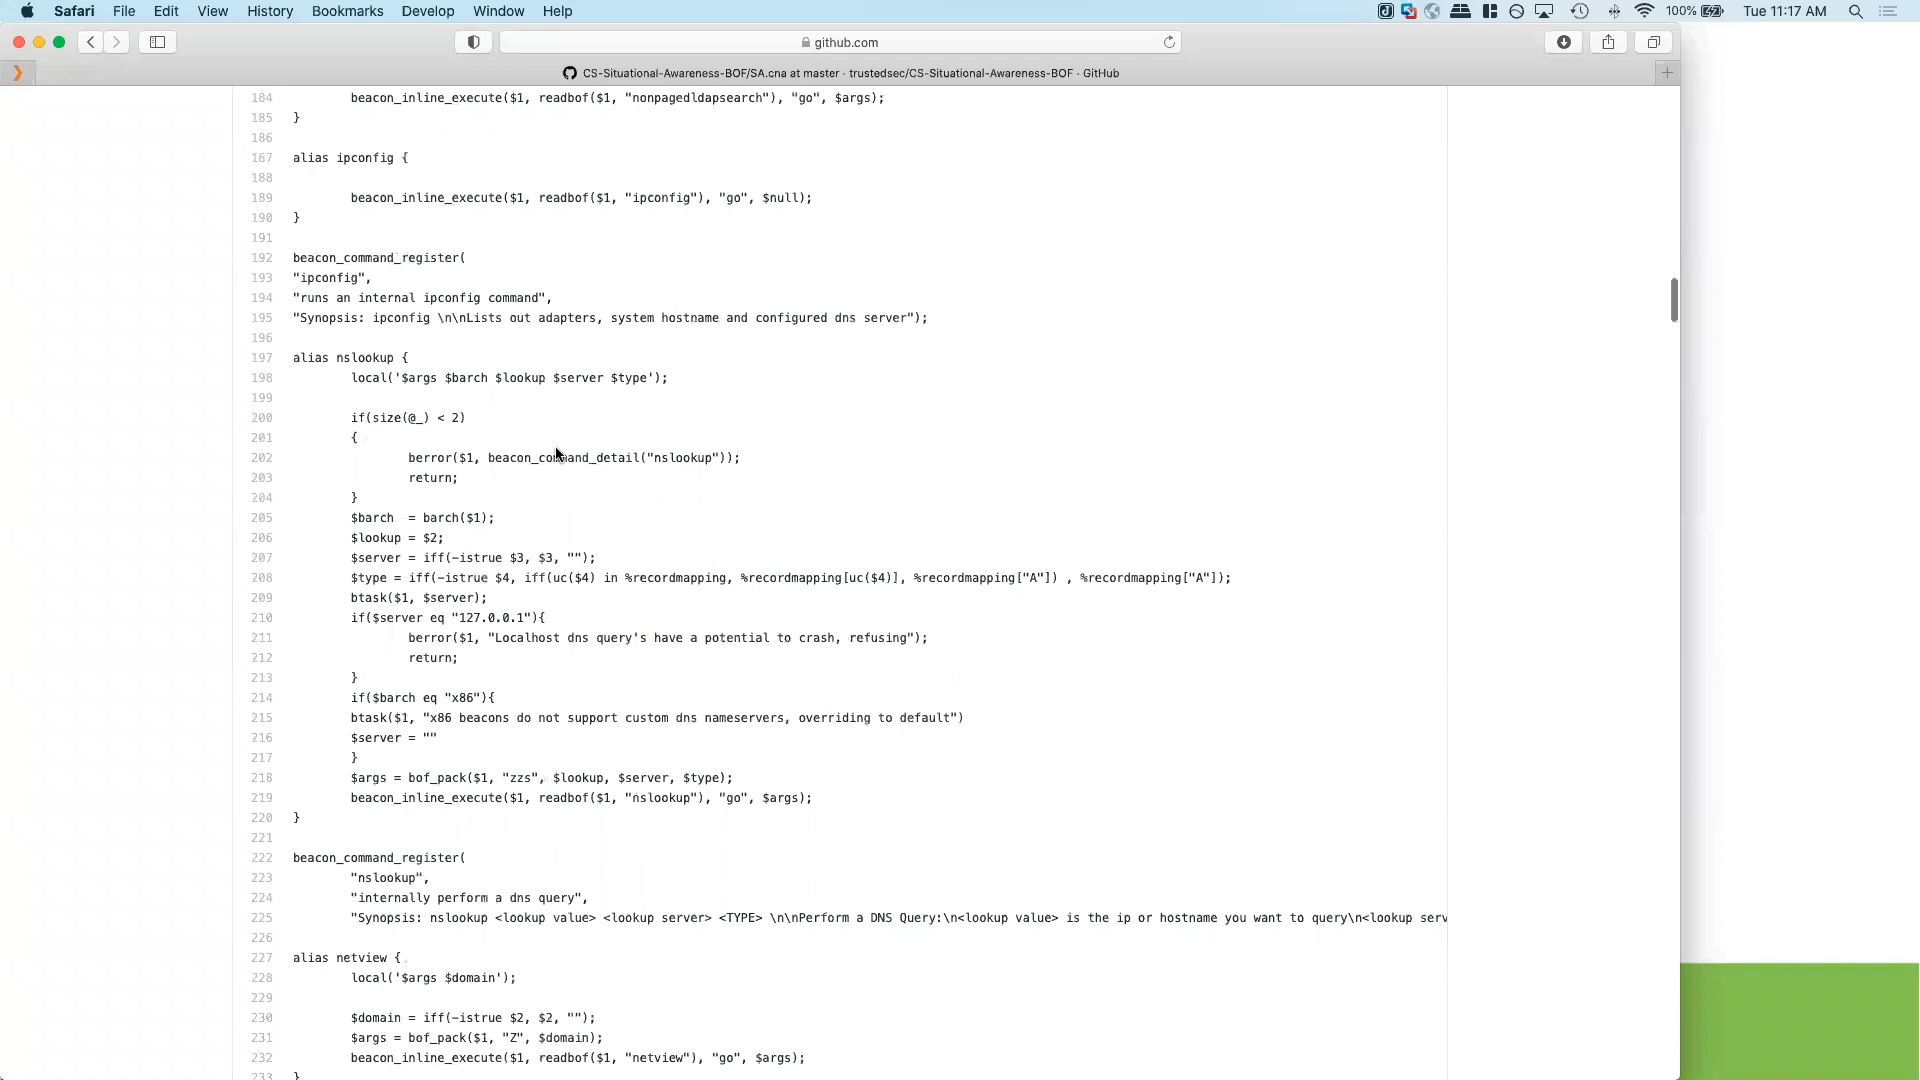 Safari File Edit View History Bookmarks Develop Window Help 100% Tue 11:17 AM
github.com
CS-Situational-Awareness-BOF/SA.cna at master · trustedsec/CS-Situational-Awareness-BOF · GitHub
184 beacon_inline_execute($1, readbof($1, "nonpagedldapsearch"), "go", $args);
185 }
186
187 alias ipconfig {
188
189 beacon_inline_execute($1, readbof($1, "ipconfig"), "go", $null);
190 }
191
192 beacon_command_register(
193 "ipconfig",
194 "runs an internal ipconfig command",
195 "Synopsis: ipconfig \n\nLists out adapters, system hostname and configured dns server");
196
197 alias nslookup {
198 local('$args $barch $lookup $server $type');
199
200 if(size(@_) < 2)
201 {
202 berror($1, beacon_command_detail("nslookup"));
203 return;
204 }
205 $barch = barch($1);
206 $lookup = $2;
207 $server = iff(-istrue $3, $3, "");
208 $type = iff(-istrue $4, iff(uc($4) in %recordmapping, %recordmapping[uc($4)], %recordmapping["A"]) , %recordmapping["A"]);
209 btask($1, $server);
210 if($server eq "127.0.0.1"){
211 berror($1, "Localhost dns query's have a potential to crash, refusing");
212 return;
213 }
214 if($barch eq "x86"){
215 btask($1, "x86 beacons do not support custom dns nameservers, overriding to default")
216 $server = ""
217 }
218 $args = bof_pack($1, "zzs", $lookup, $server, $type);
219 beacon_inline_execute($1, readbof($1, "nslookup"), "go", $args);
220 }
221
222 beacon_command_register(
223 "nslookup",
224 "internally perform a dns query",
225 "Synopsis: nslookup <lookup value> <lookup server> <TYPE> \n\nPerform a DNS Query:\n<lookup value> is the ip or hostname you want to query\n<lookup serv
226
227 alias netview {
228 local('$args $domain');
229
230 $domain = iff(-istrue $2, $2, "");
231 $args = bof_pack($1, "Z", $domain);
232 beacon_inline_execute($1, readbof($1, "netview"), "go", $args);
233 }